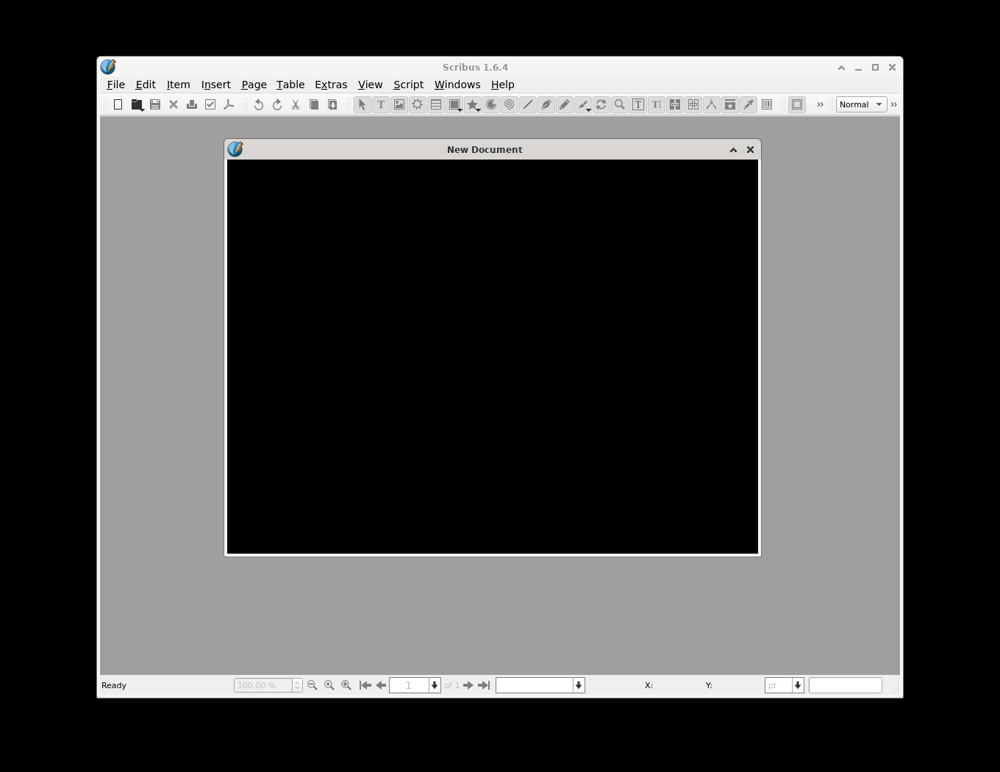 Scribus 1.6.4
File Edit Item Insert Page Table Extras View Script Windows Help
Normal
New Document
Ready 100.00 % 1 of 1 X: Y: pt